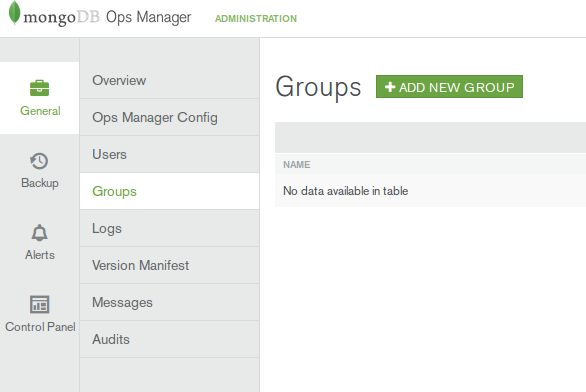 mongoDB Ops Manager ADMINISTRATION
General
Backup
Alerts
Control Panel
Overview
Ops Manager Config
Users
Groups
Logs
Version Manifest
Messages
Audits
Groups
ADD NEW GROUP
NAME
No data available in table